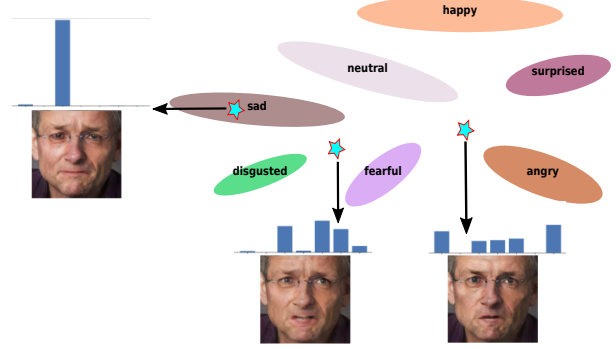 happy
neutral
surprised
sad
disgusted
fearful
angry